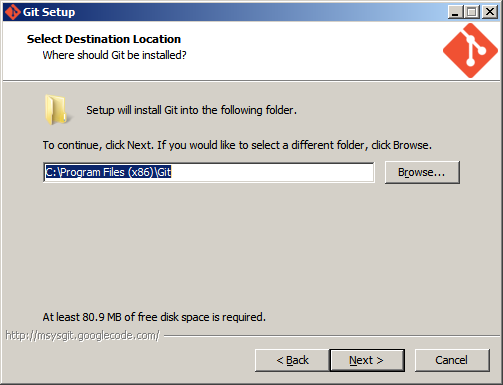 Git Setup
Select Destination Location
Where should Git be installed?
Setup will install Git into the following folder.
To continue, click Next. If you would like to select a different folder, click Browse.
C:\Program Files (x86)\Git
Browse...
At least 80.9 MB of free disk space is required.
http://msysgit.googlecode.com/
< Back
Next >
Cancel